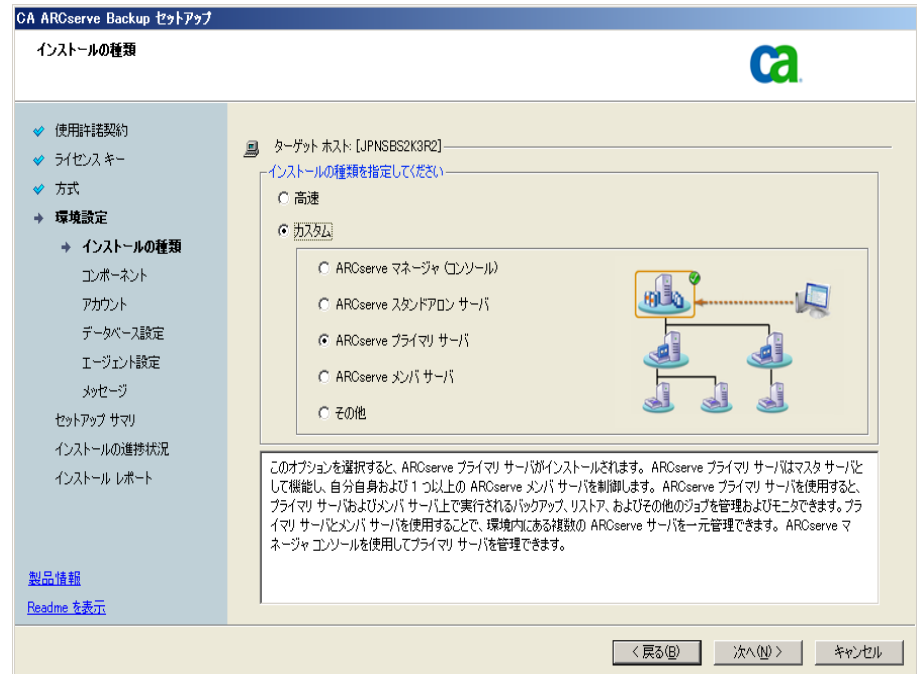 CA ARCserve Backup セットアップ
インストールの種類
ca
使用許諾契約
ライセンス キー
方式
環境設定
インストールの種類
コンポーネント
アカウント
データベース設定
エージェント設定
メッセージ
セットアップ サマリ
インストールの進捗状況
インストール レポート
製品情報
Readme を表示
ターゲット ホスト: [JPNSBS2K3R2]
インストールの種類を指定してください
高速
カスタム
ARCserve マネージャ (コンソール)
ARCserve スタンドアロン サーバ
ARCserve プライマリ サーバ
ARCserve メンバ サーバ
その他
このオプションを選択すると、ARCserve プライマリ サーバがインストールされます。ARCserve プライマリ サーバはマスタ サーバと
して機能し、自分自身および 1 つ以上の ARCserve メンバ サーバを制御します。ARCserve プライマリ サーバを使用すると、
プライマリ サーバおよびメンバ サーバ上で実行されるバックアップ、リストア、およびその他のジョブを管理およびモニタできます。プラ
イマリ サーバとメンバ サーバを使用することで、環境内にある複数の ARCserve サーバを一元管理できます。ARCserve マ
ネージャ コンソールを使用してプライマリ サーバを管理できます。
< 戻る(B)
次へ(N) >
キャンセル